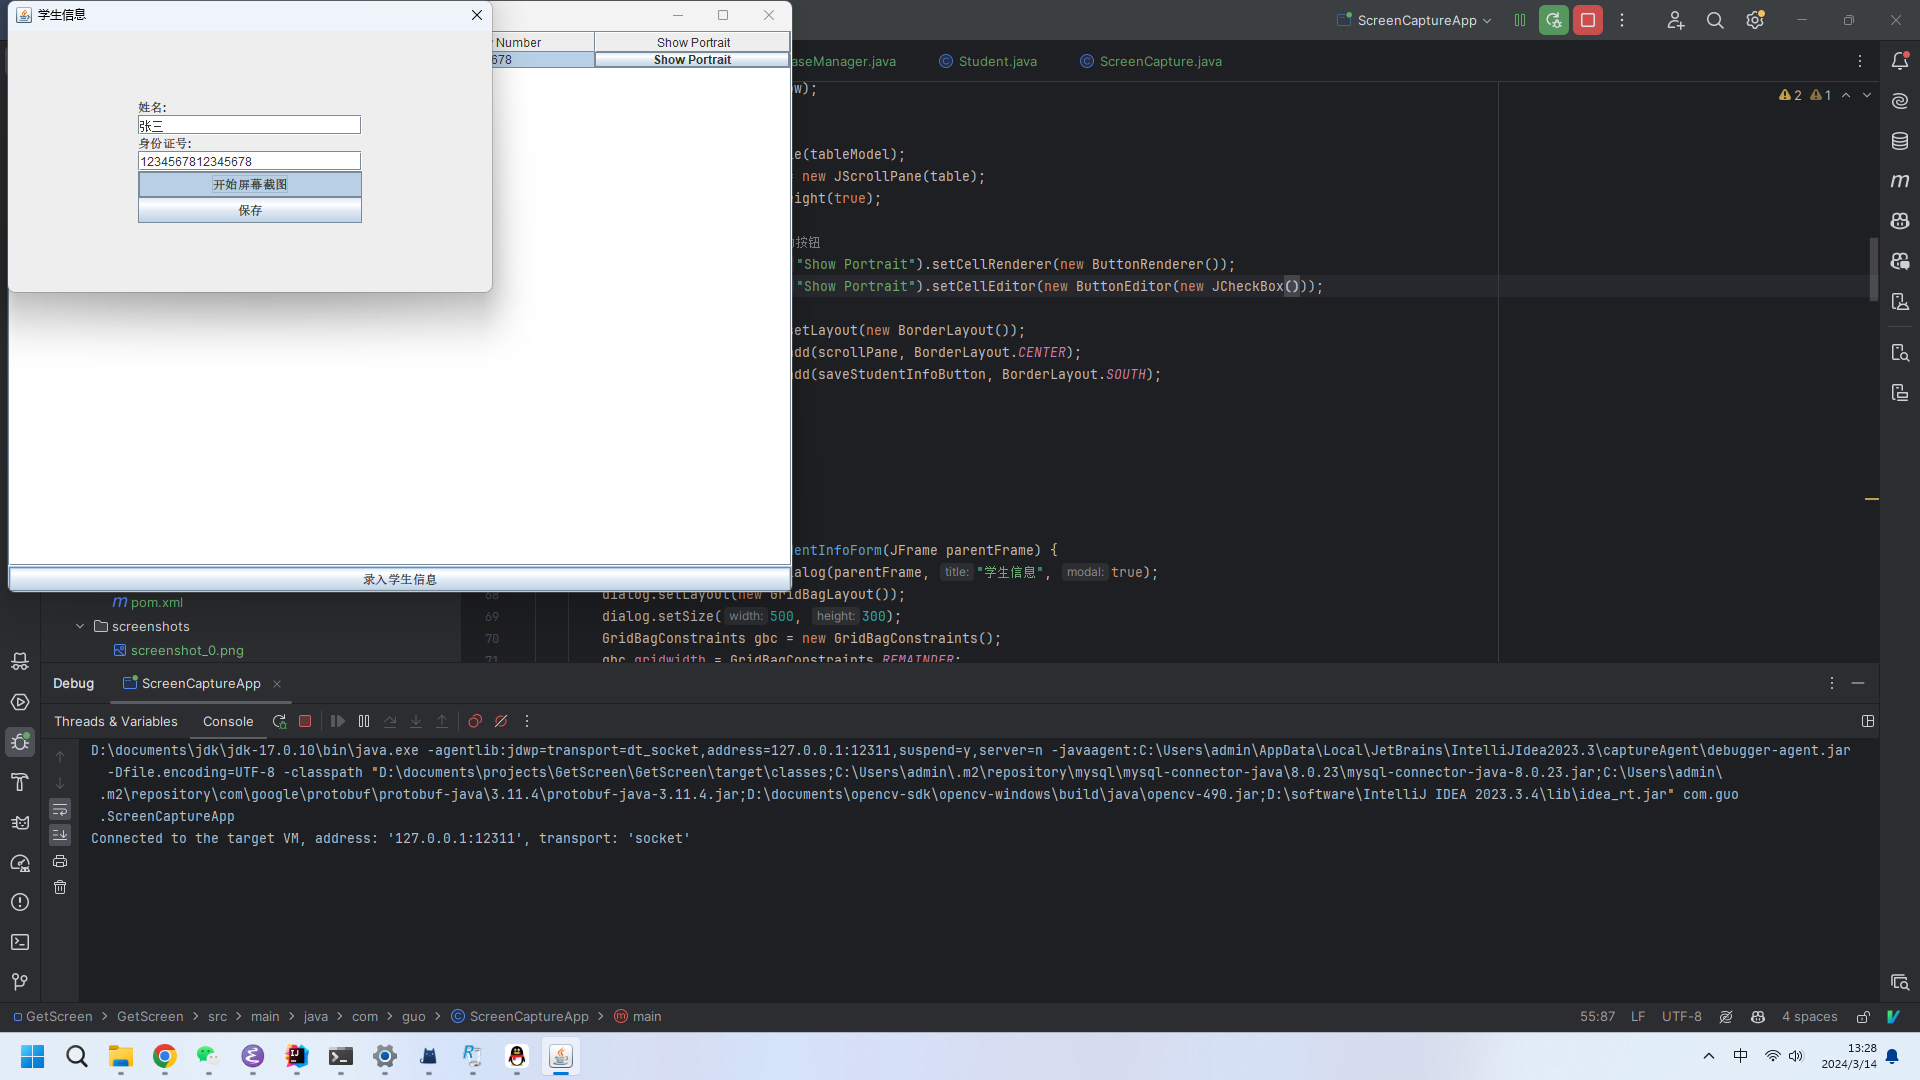 学生信息
姓名:
张三
身份证号:
1234567812345678
开始屏幕截图
保存
Number
Show Portrait
678
Show Portrait
录入学生信息
ScreenCaptureApp
aseManager.java
Student.java
ScreenCapture.java
2
1
w);
e(tableModel);
new JScrollPane(table);
eight(true);
按钮
"Show Portrait").setCellRenderer(new ButtonRenderer());
"Show Portrait").setCellEditor(new ButtonEditor(new JCheckBox()));
setLayout(new BorderLayout());
add(scrollPane, BorderLayout.CENTER);
add(saveStudentInfoButton, BorderLayout.SOUTH);
dentInfoForm(JFrame parentFrame) {
alog(parentFrame, title: "学生信息", modal: true);
68 dialog.setLayout(new GridBagLayout());
69 dialog.setSize( width: 500, height: 300);
70 GridBagConstraints gbc = new GridBagConstraints();
71 gbc.gridwidth = GridBagConstraints.REMAINDER;
pom.xml
screenshots
screenshot_0.png
Debug
ScreenCaptureApp
Threads & Variables
Console
D:\documents\jdk\jdk-17.0.10\bin\java.exe -agentlib:jdwp=transport=dt_socket,address=127.0.0.1:12311,suspend=y,server=n -javaagent:C:\Users\admin\AppData\Local\JetBrains\IntelliJIdea2023.3\captureAgent\debugger-agent.jar
-Dfile.encoding=UTF-8 -classpath "D:\documents\projects\GetScreen\GetScreen\target\classes;C:\Users\admin\.m2\repository\mysql\mysql-connector-java\8.0.23\mysql-connector-java-8.0.23.jar;C:\Users\admin\
.m2\repository\com\google\protobuf\protobuf-java\3.11.4\protobuf-java-3.11.4.jar;D:\documents\opencv-sdk\opencv-windows\build\java\opencv-490.jar;D:\software\IntelliJ IDEA 2023.3.4\lib\idea_rt.jar" com.guo
.ScreenCaptureApp
Connected to the target VM, address: '127.0.0.1:12311', transport: 'socket'
GetScreen
GetScreen
src
main
java
com
guo
ScreenCaptureApp
main
55:87
LF
UTF-8
4 spaces
中
13:28
2024/3/14